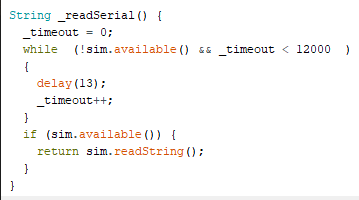 String _readSerial() {
  _timeout = 0;
  while  (!sim.available() && _timeout < 12000  )
  {
    delay(13);
    _timeout++;
  }
  if (sim.available()) {
    return sim.readString();
  }
}